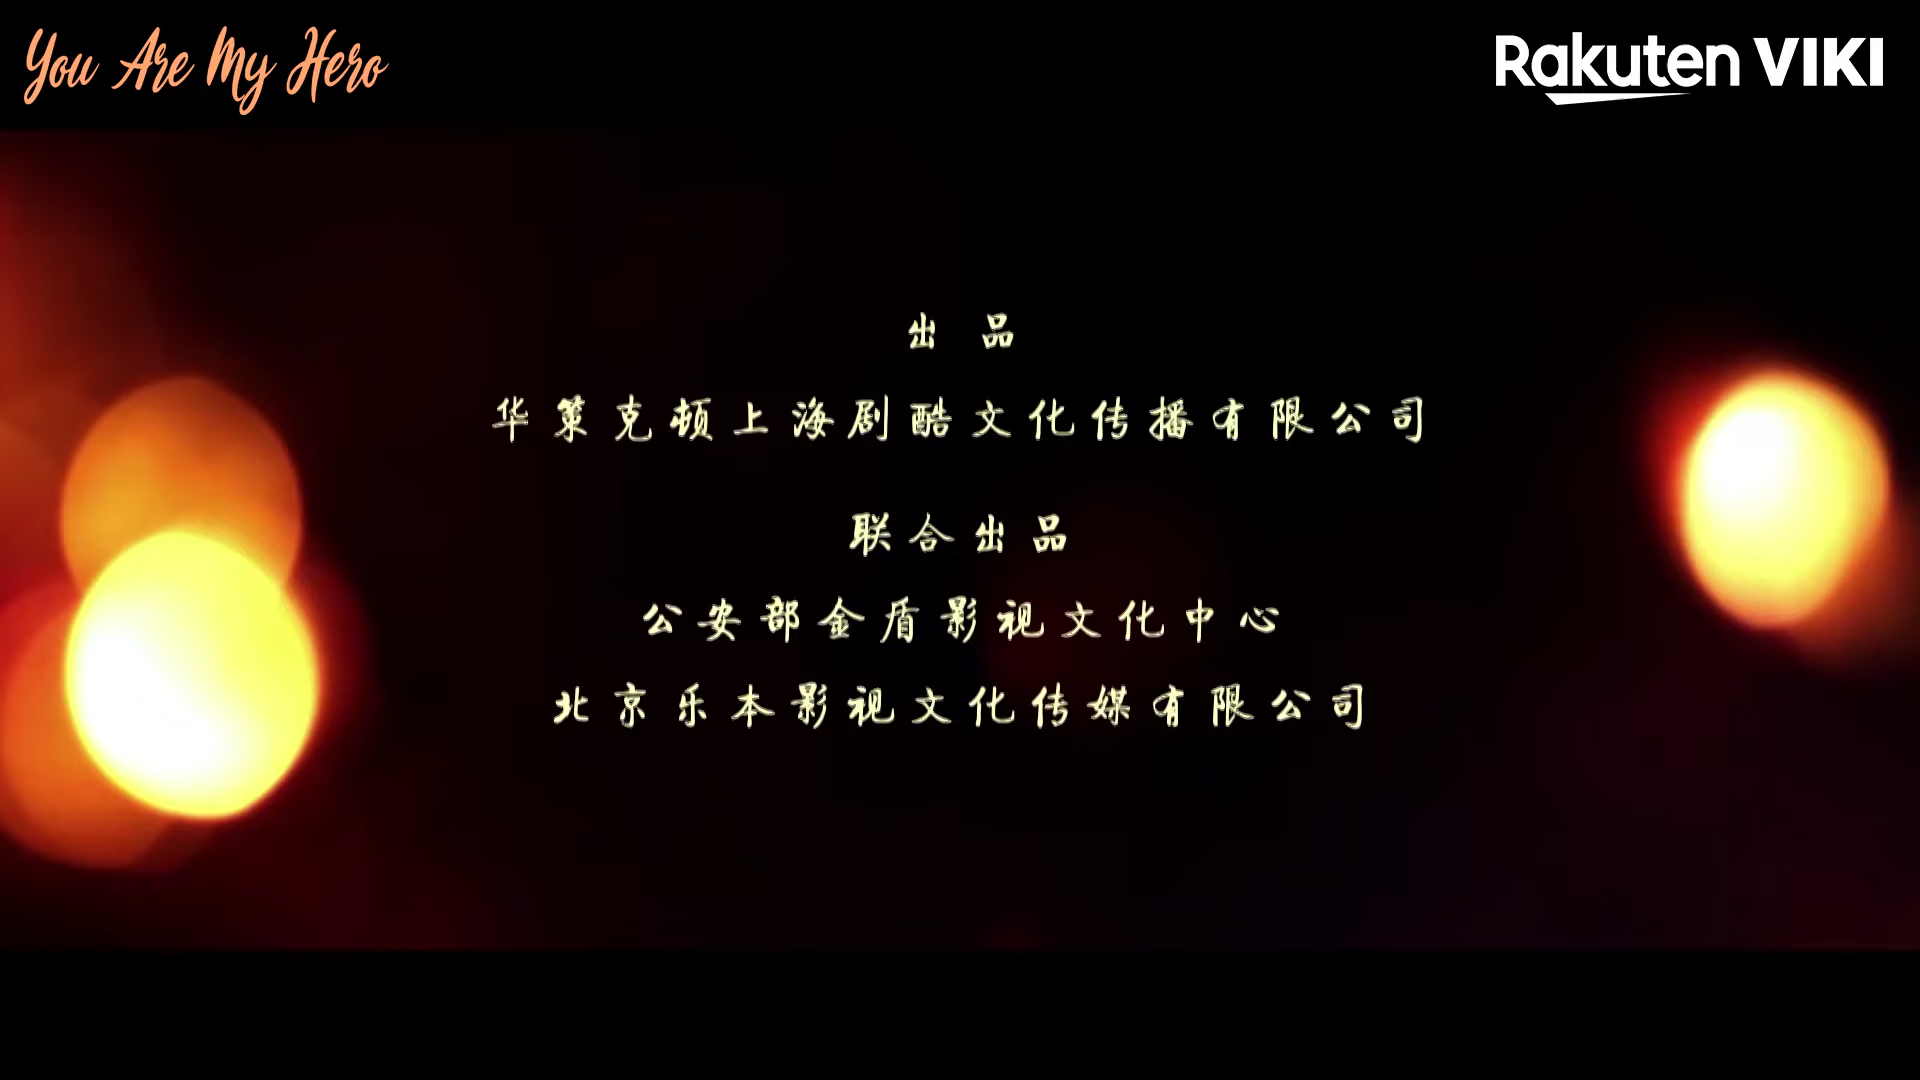 You Are My Hero
Rakuten VIKI
出 品
华策克顿上海剧酷文化传播有限公司
联合出品
公安部金盾影视文化中心
北京乐本影视文化传媒有限公司